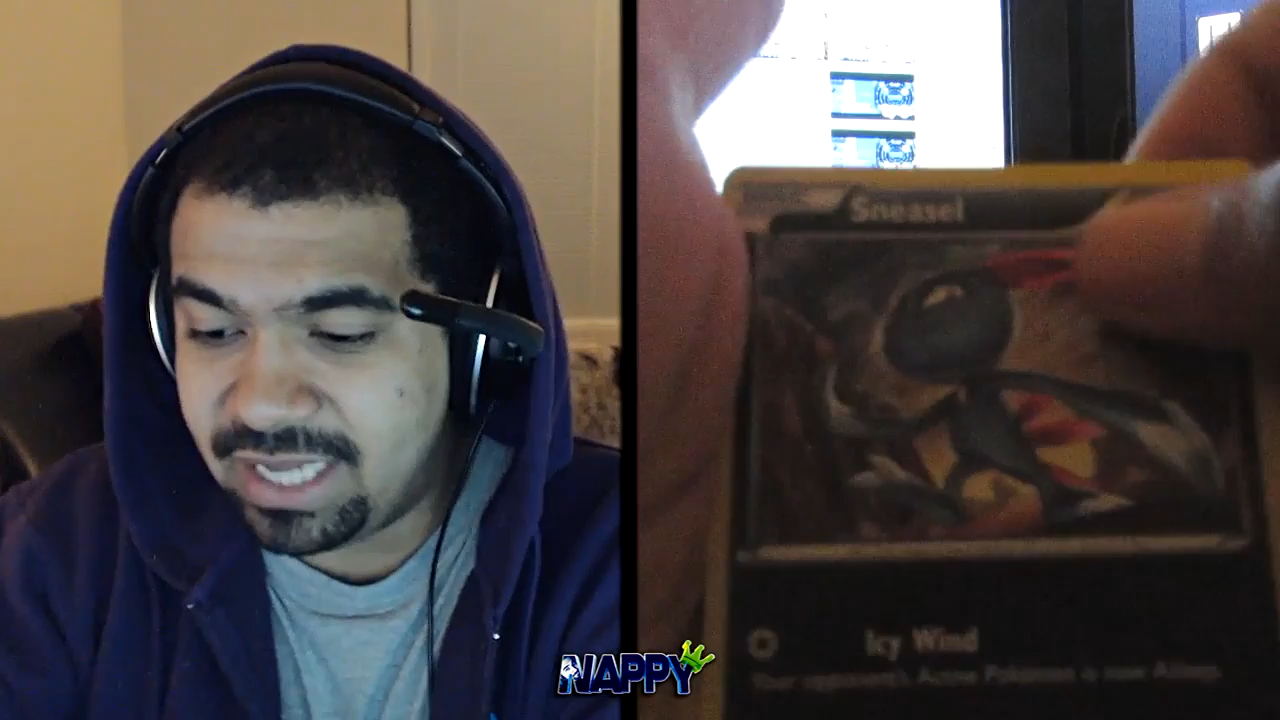 Sneasel
Icy Wind
Your opponent's Active Pokémon is now Asleep.
NAPPY